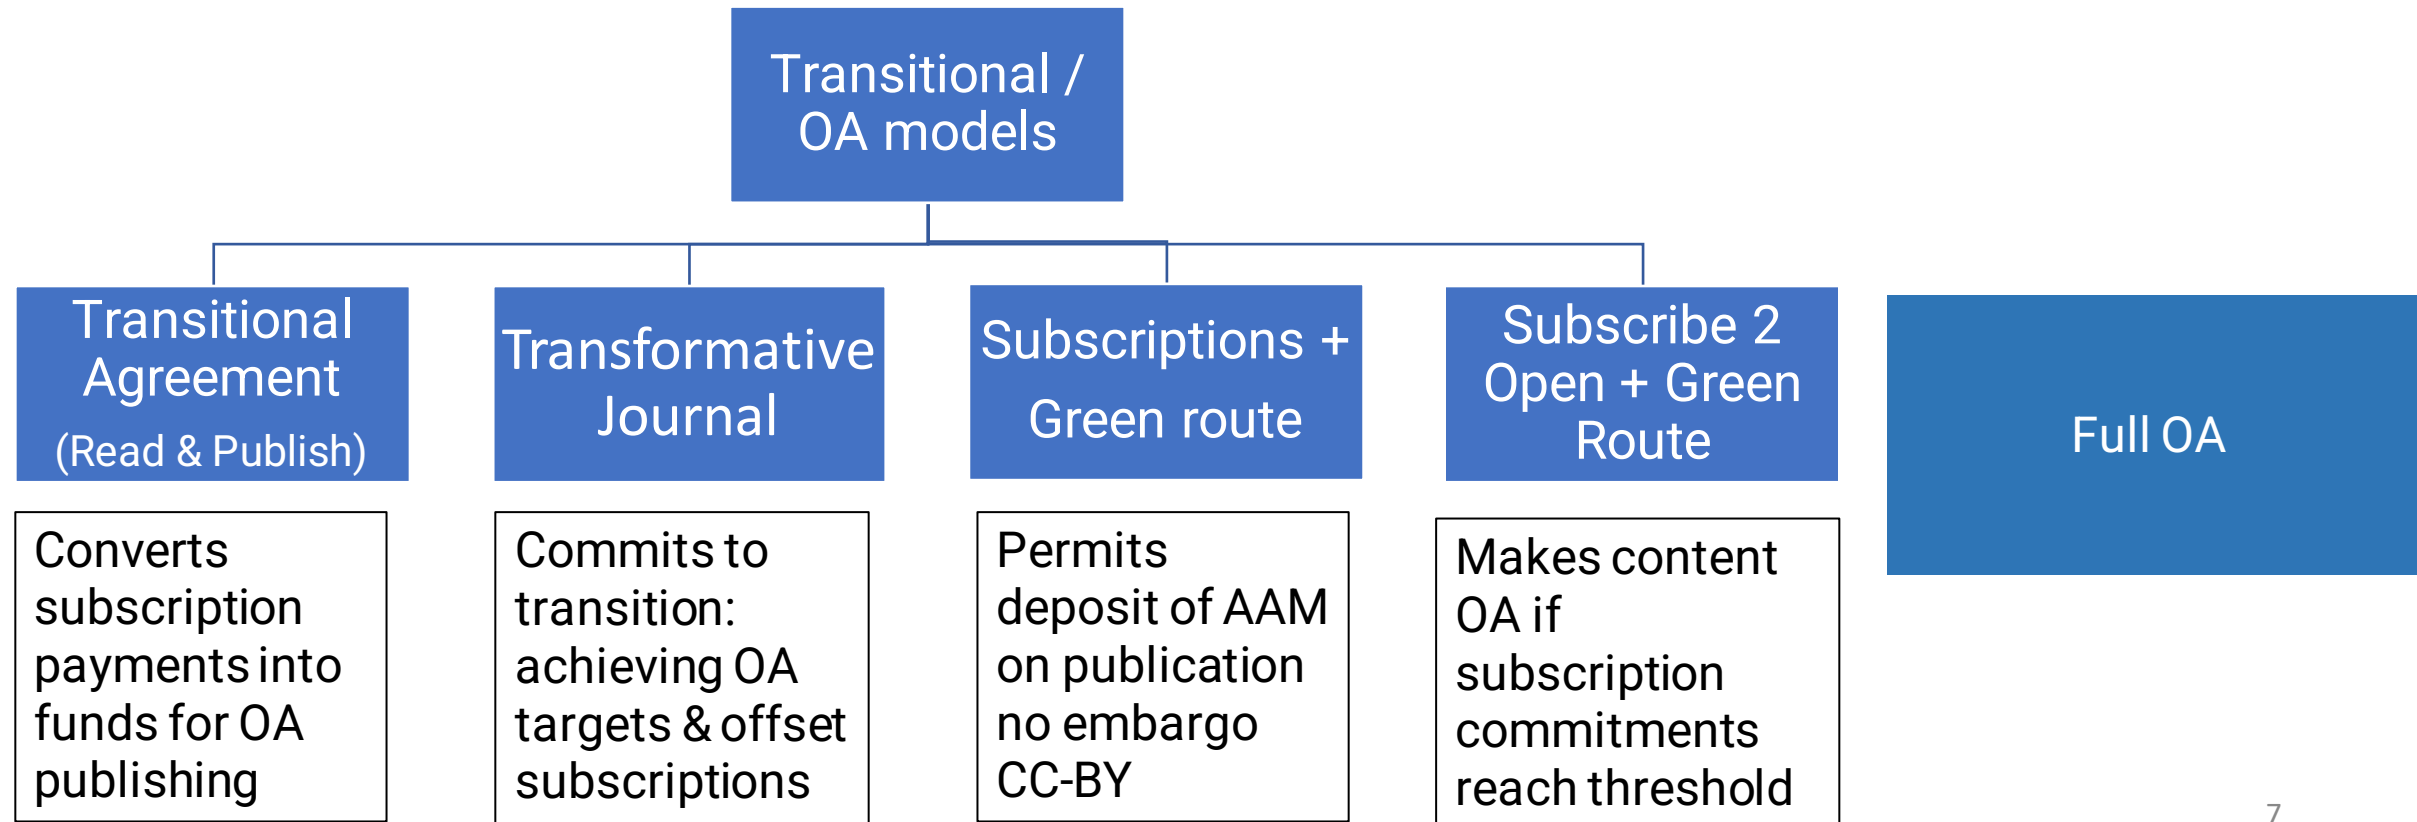 Transitional /
OA models
Transitional
Agreement
(Read & Publish)
Transformative
Journal
Subscriptions +
Green route
Subscribe 2
Open + Green
Route
Full OA
Converts
subscription
payments into
funds for OA
publishing
Commits to
transition:
achieving OA
targets & offset
subscriptions
Permits
deposit of AAM
on publication
no embargo
CC-BY
Makes content
OA if
subscription
commitments
reach threshold
7